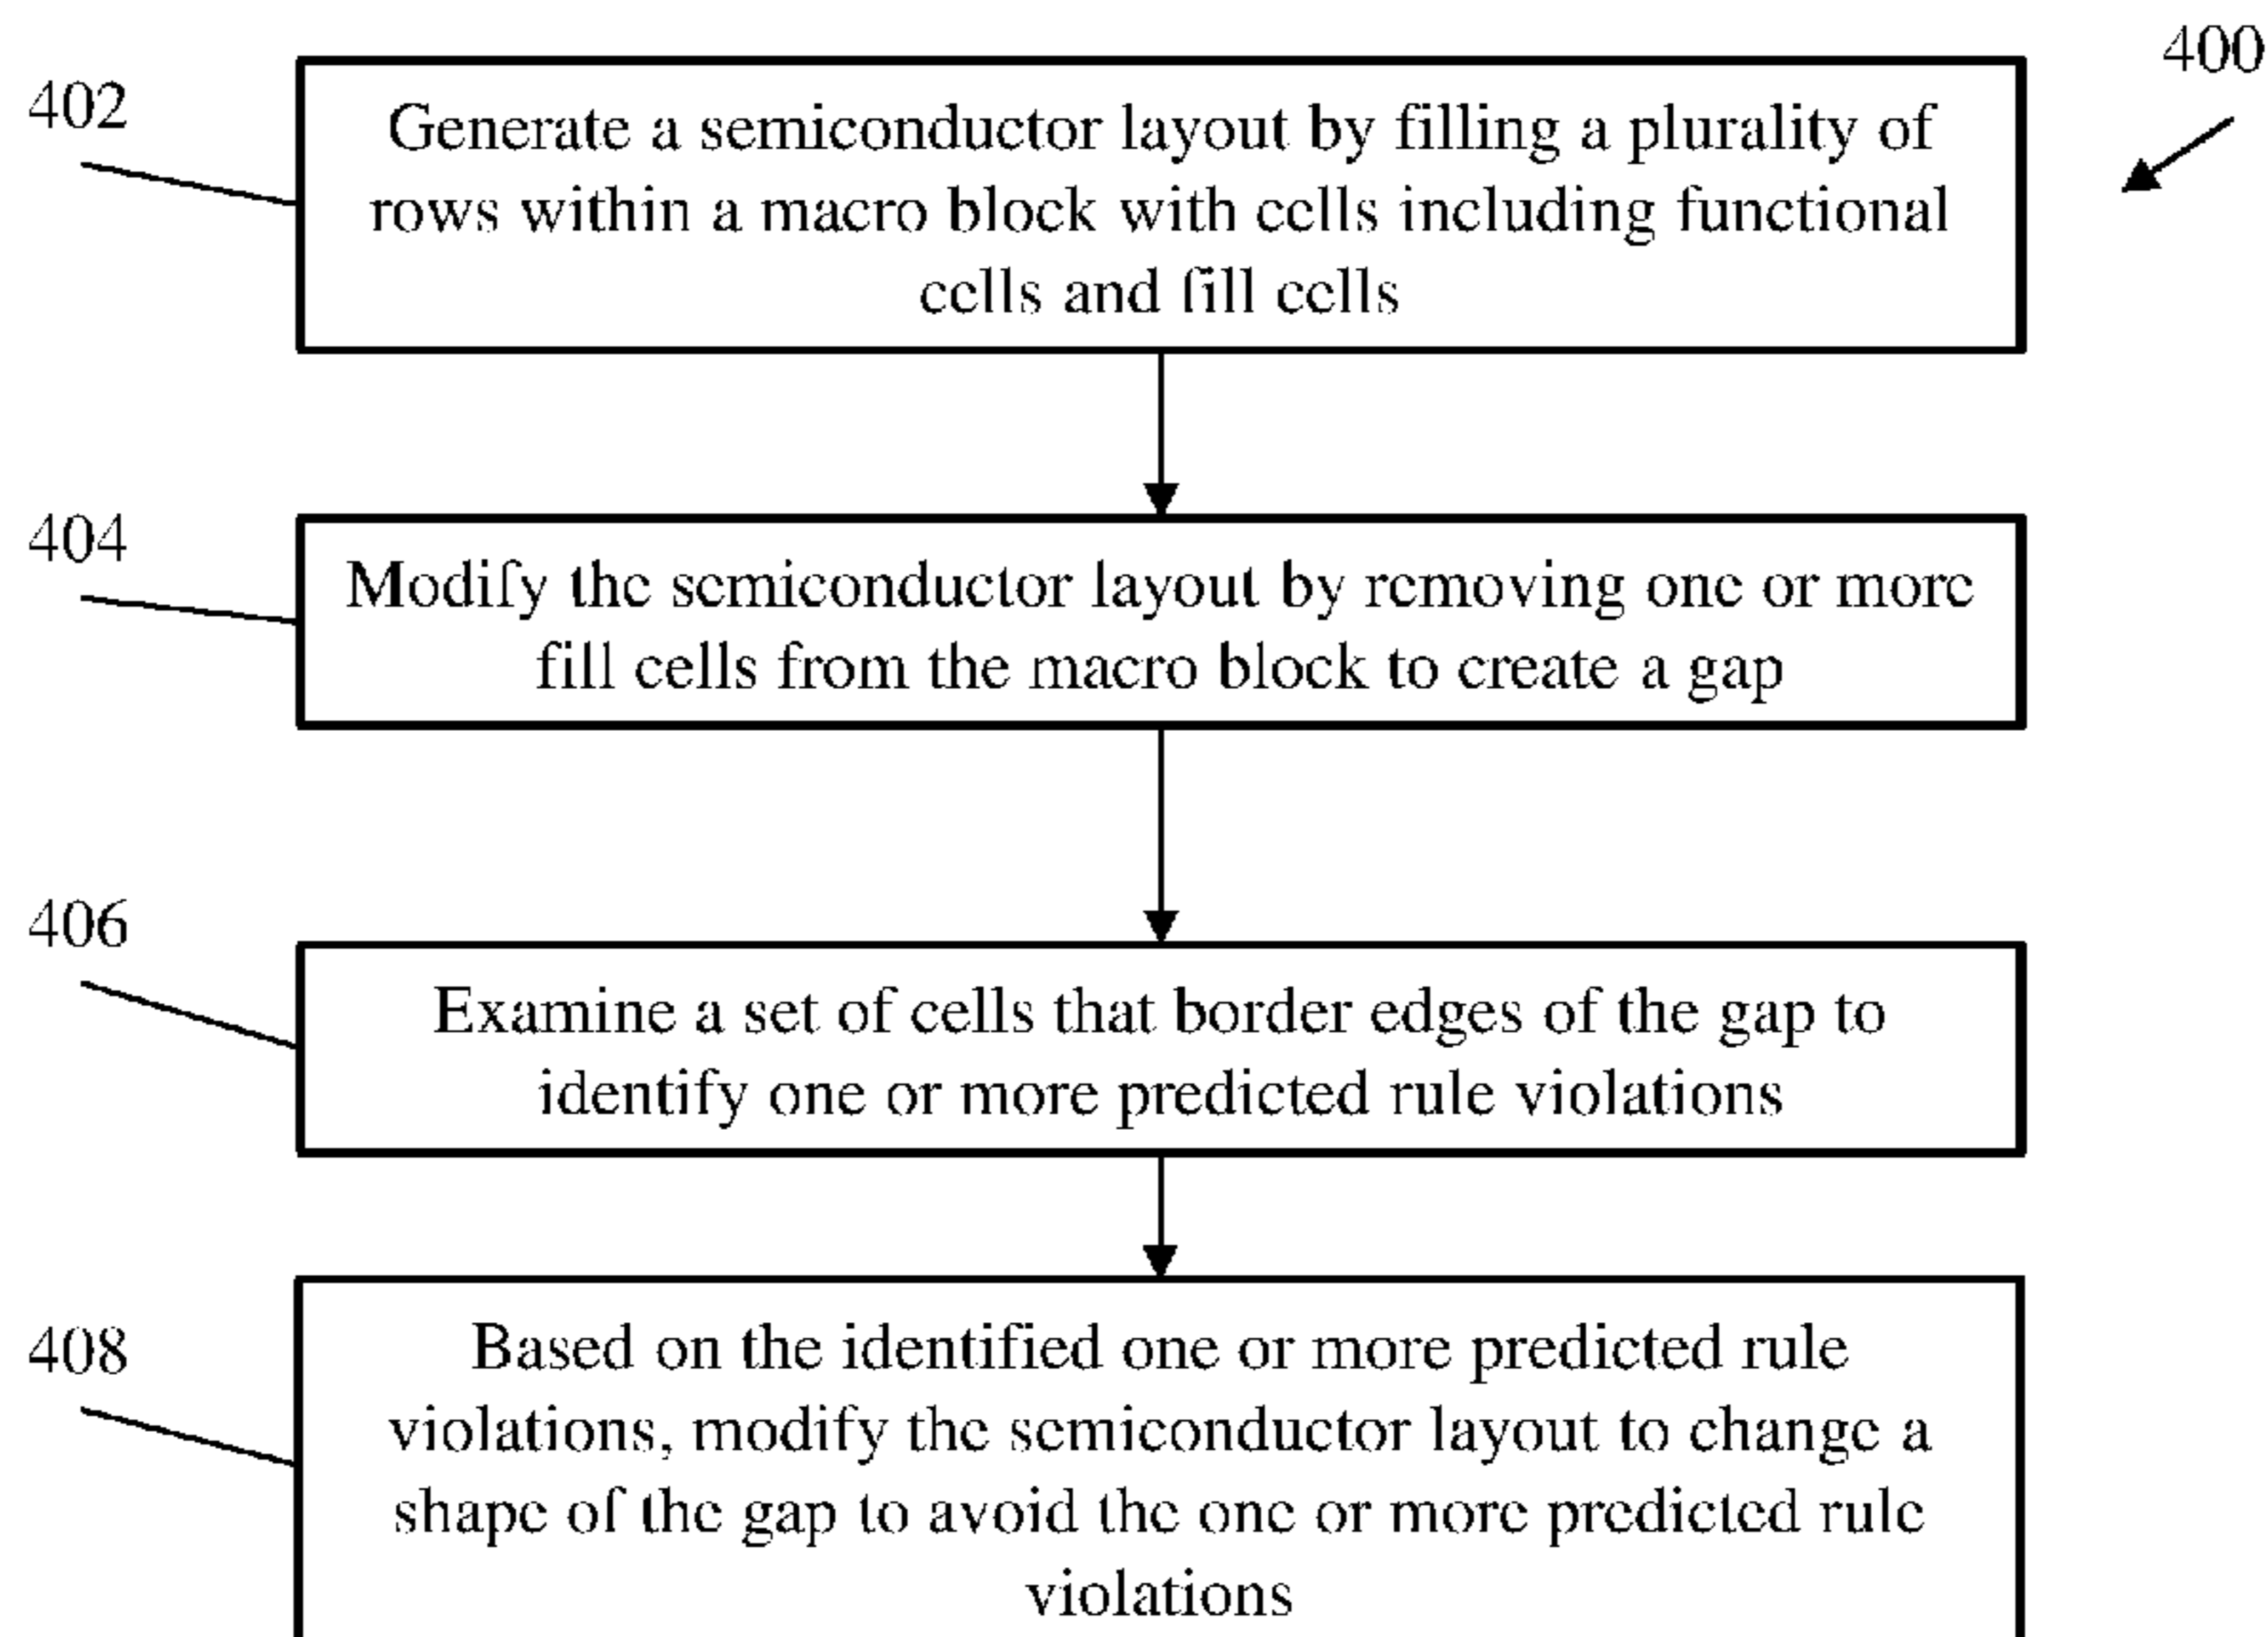 400
402
Generate a semiconductor layout by filling a plurality of
rows within a macro block with cells including functional
cells and fill cells
404
Modify the semiconductor layout by removing one or more
fill cells from the macro block to create a gap
406
Examine a set of cells that border edges of the gap to
identify one or more predicted rule violations
408
Based on the identified one or more predicted rule
violations, modify the semiconductor layout to change a
shape of the gap to avoid the one or more predicted rule
violations